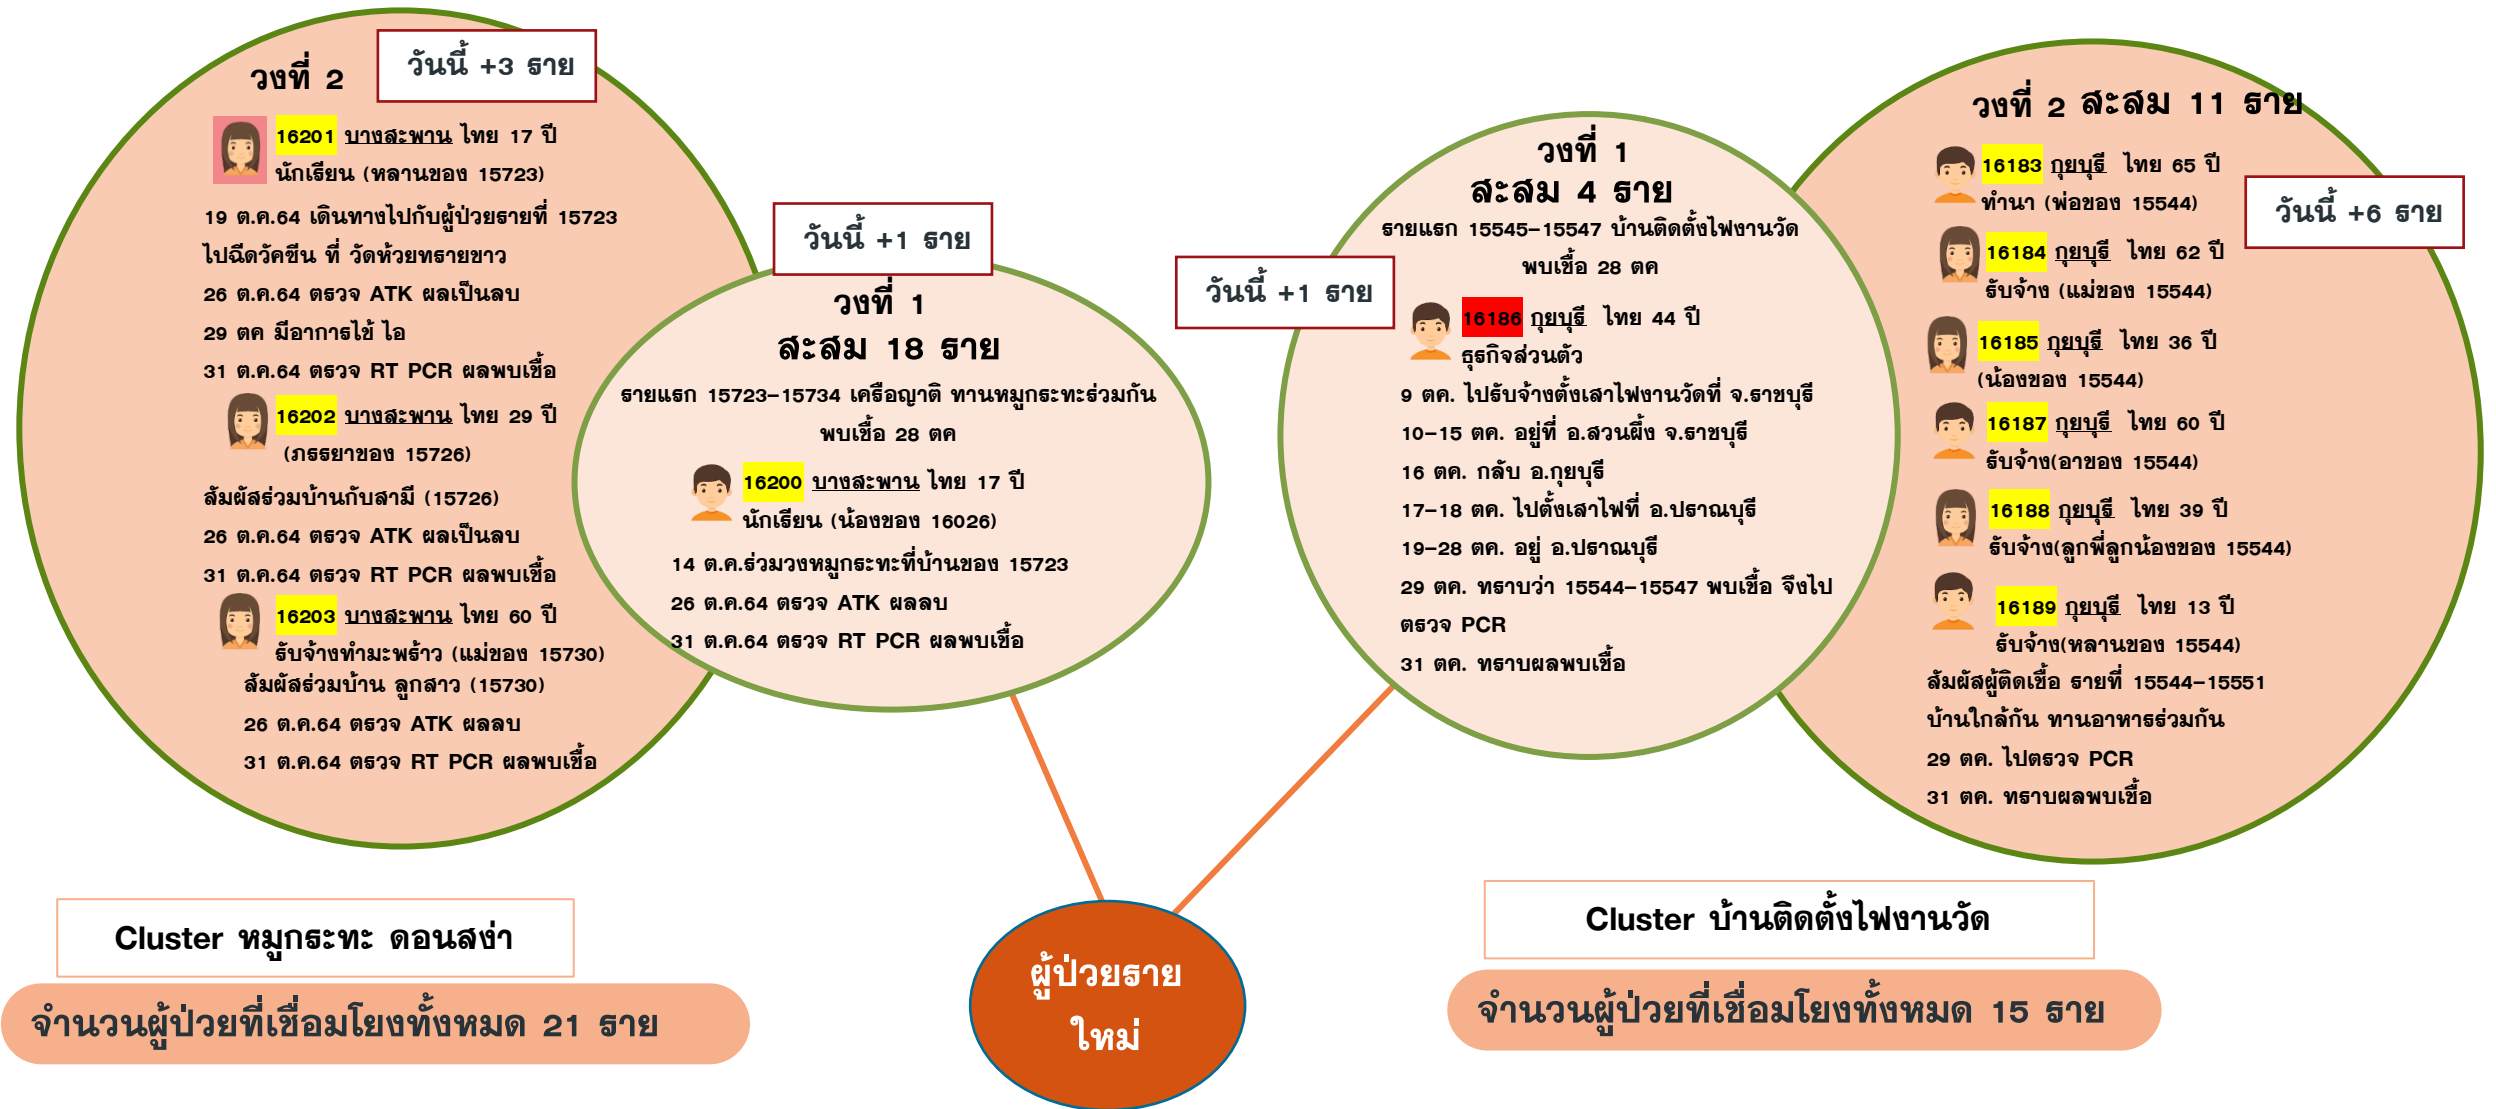 วงที่ 2
วันนี้ +3 ราย
16201 บางสะพาน ไทย 17 ปี
นักเรียน (หลานของ 15723)
19 ต.ค.64 เดินทางไปกับผู้ป่วยรายที่ 15723
ไปฉีดวัคซีน ที่ วัดห้วยทรายขาว
26 ต.ค.64 ตรวจ ATK ผลเป็นลบ
29 ตค มีอาการไข้ ไอ
31 ต.ค.64 ตรวจ RT PCR ผลพบเชื้อ
16202 บางสะพาน ไทย 29 ปี
(ภรรยาของ 15726)
สัมผัสร่วมบ้านกับสามี (15726)
26 ต.ค.64 ตรวจ ATK ผลเป็นลบ
31 ต.ค.64 ตรวจ RT PCR ผลพบเชื้อ
16203 บางสะพาน ไทย 60 ปี
รับจ้างทำมะพร้าว (แม่ของ 15730)
สัมผัสร่วมบ้าน ลูกสาว (15730)
26 ต.ค.64 ตรวจ ATK ผลลบ
31 ต.ค.64 ตรวจ RT PCR ผลพบเชื้อ
วันนี้ +1 ราย
วงที่ 1
สะสม 18 ราย
รายแรก 15723-15734 เครือญาติ ทานหมูกระทะร่วมกัน
พบเชื้อ 28 ตค
16200 บางสะพาน ไทย 17 ปี
นักเรียน (น้องของ 16026)
14 ต.ค.ร่วมวงหมูกระทะที่บ้านของ 15723
26 ต.ค.64 ตรวจ ATK ผลลบ
31 ต.ค.64 ตรวจ RT PCR ผลพบเชื้อ
วันนี้ +1 ราย
วงที่ 1
สะสม 4 ราย
รายแรก 15545-15547 บ้านติดตั้งไฟงานวัด
พบเชื้อ 28 ตค
16186 กุยบุรี ไทย 44 ปี
ธุรกิจส่วนตัว
9 ตค. ไปรับจ้างตั้งเสาไฟงานวัดที่ จ.ราชบุรี
10-15 ตค. อยู่ที่ อ.สวนผึ้ง จ.ราชบุรี
16 ตค. กลับ อ.กุยบุรี
17-18 ตค. ไปตั้งเสาไฟที่ อ.ปราณบุรี
19-28 ตค. อยู่ อ.ปราณบุรี
29 ตค. ทราบว่า 15544-15547 พบเชื้อ จึงไป
ตรวจ PCR
31 ตค. ทราบผลพบเชื้อ
วงที่ 2 สะสม 11 ราย
วันนี้ +6 ราย
16183 กุยบุรี ไทย 65 ปี
ทำนา (พ่อของ 15544)
16184 กุยบุรี ไทย 62 ปี
รับจ้าง (แม่ของ 15544)
16185 กุยบุรี ไทย 36 ปี
(น้องของ 15544)
16187 กุยบุรี ไทย 60 ปี
รับจ้าง(อาของ 15544)
16188 กุยบุรี ไทย 39 ปี
รับจ้าง(ลูกพี่ลูกน้องของ 15544)
16189 กุยบุรี ไทย 13 ปี
รับจ้าง(หลานของ 15544)
สัมผัสผู้ติดเชื้อ รายที่ 15544-15551
บ้านใกล้กัน ทานอาหารร่วมกัน
29 ตค. ไปตรวจ PCR
31 ตค. ทราบผลพบเชื้อ
Cluster หมูกระทะ ดอนสง่า
จำนวนผู้ป่วยที่เชื่อมโยงทั้งหมด 21 ราย
ผู้ป่วยราย
ใหม่
Cluster บ้านติดตั้งไฟงานวัด
จำนวนผู้ป่วยที่เชื่อมโยงทั้งหมด 15 ราย